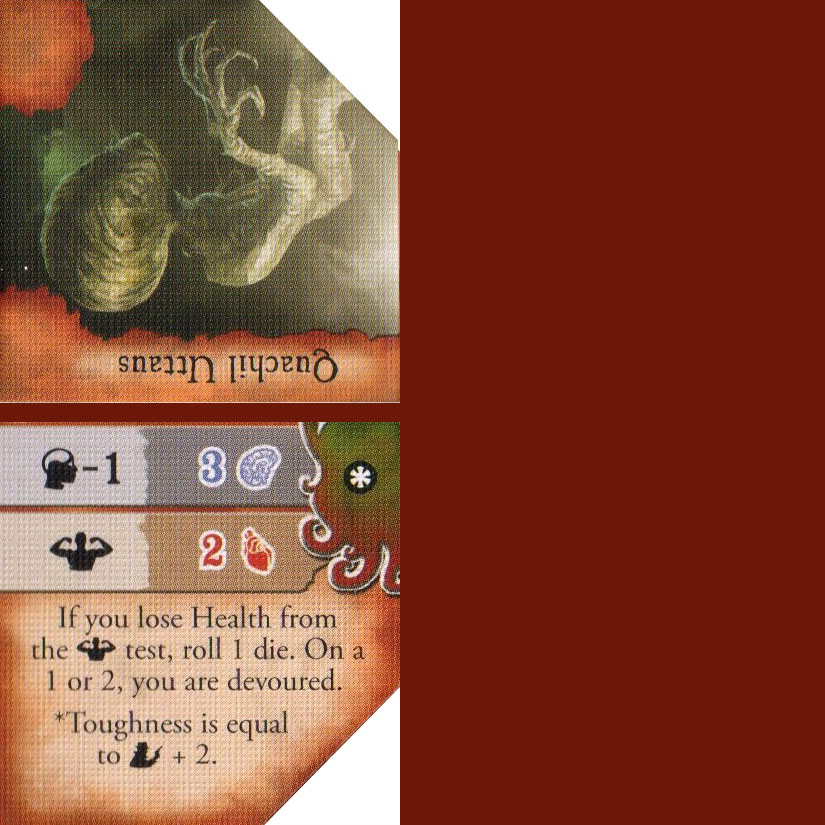 Quachil Uttaus
-1 3
*
2
If you lose Health from
the test, roll 1 die. On a
1 or 2, you are devoured.
*Toughness is equal
to + 2.